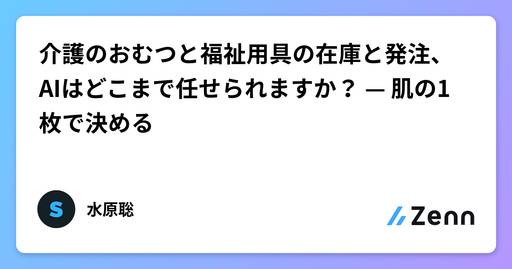 介護のおむつと福祉用具の在庫と発注、
AIはどこまで任せられますか？ — 肌の1
枚で決める
S
水原聡
Zenn